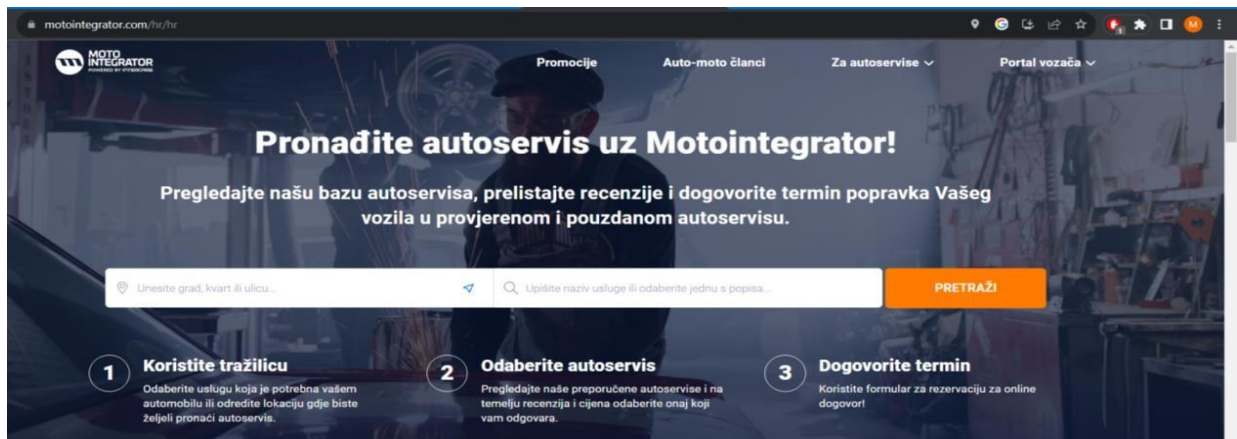 motointegrator.com/hr/hr
MOTO
INTEGRATOR
Promocije
Auto-moto članci
Za autoservise
Portal vozača
Pronađite autoservis uz Motointegrator!
Pregledajte našu bazu autoservisa, prelistajte recenzije i dogovorite termin popravka Vašeg
vozila u provjerenom i pouzdanom autoservisu.
Unesite grad, kvart ili ulicu...
Upišite naziv usluge ili odaberite jednu s popisa...
PRETRAŽI
1
Koristite tražilicu
Odaberite uslugu koja je potrebna vašem
automobilu ili odredite lokaciju gdje biste
željeli pronaći autoservis.
2
Odaberite autoservis
Pregledajte naše preporučene autoservise i na
temelju recenzija i cijena odaberite onaj koji
vam odgovara.
3
Dogovorite termin
Koristite formular za rezervaciju za online
dogovor!